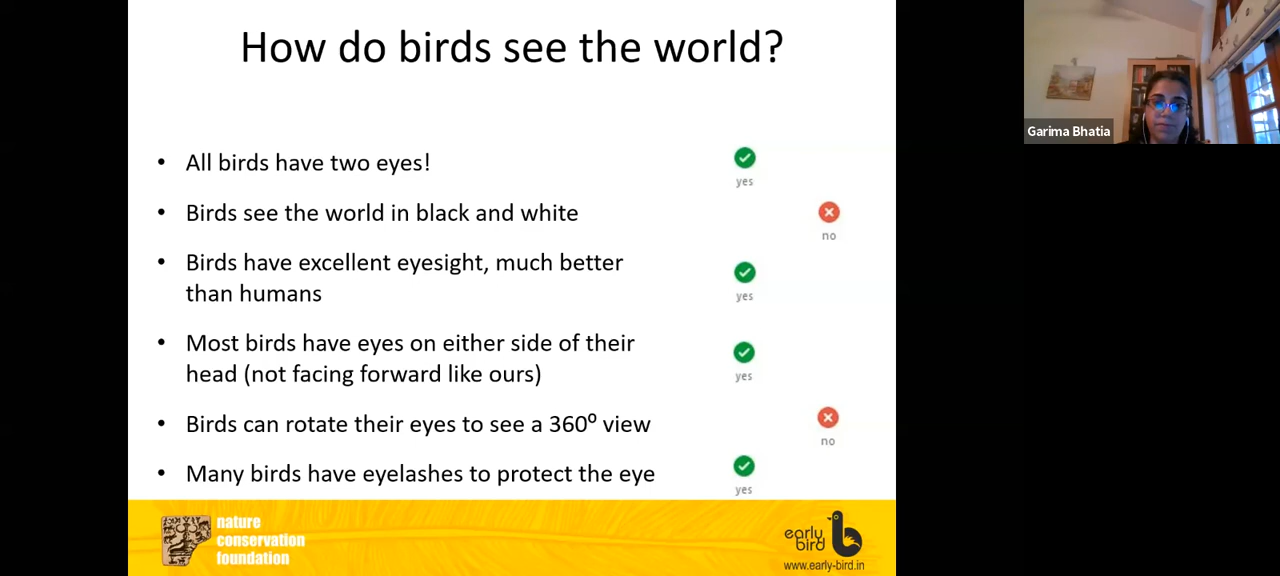 How do birds see the world?
• All birds have two eyes!
yes
• Birds see the world in black and white
no
• Birds have excellent eyesight, much better
than humans
yes
• Most birds have eyes on either side of their
head (not facing forward like ours)
yes
• Birds can rotate their eyes to see a 360⁰ view
no
• Many birds have eyelashes to protect the eye
yes
nature
conservation
foundation
early
bird
www.early-bird.in
Garima Bhatia